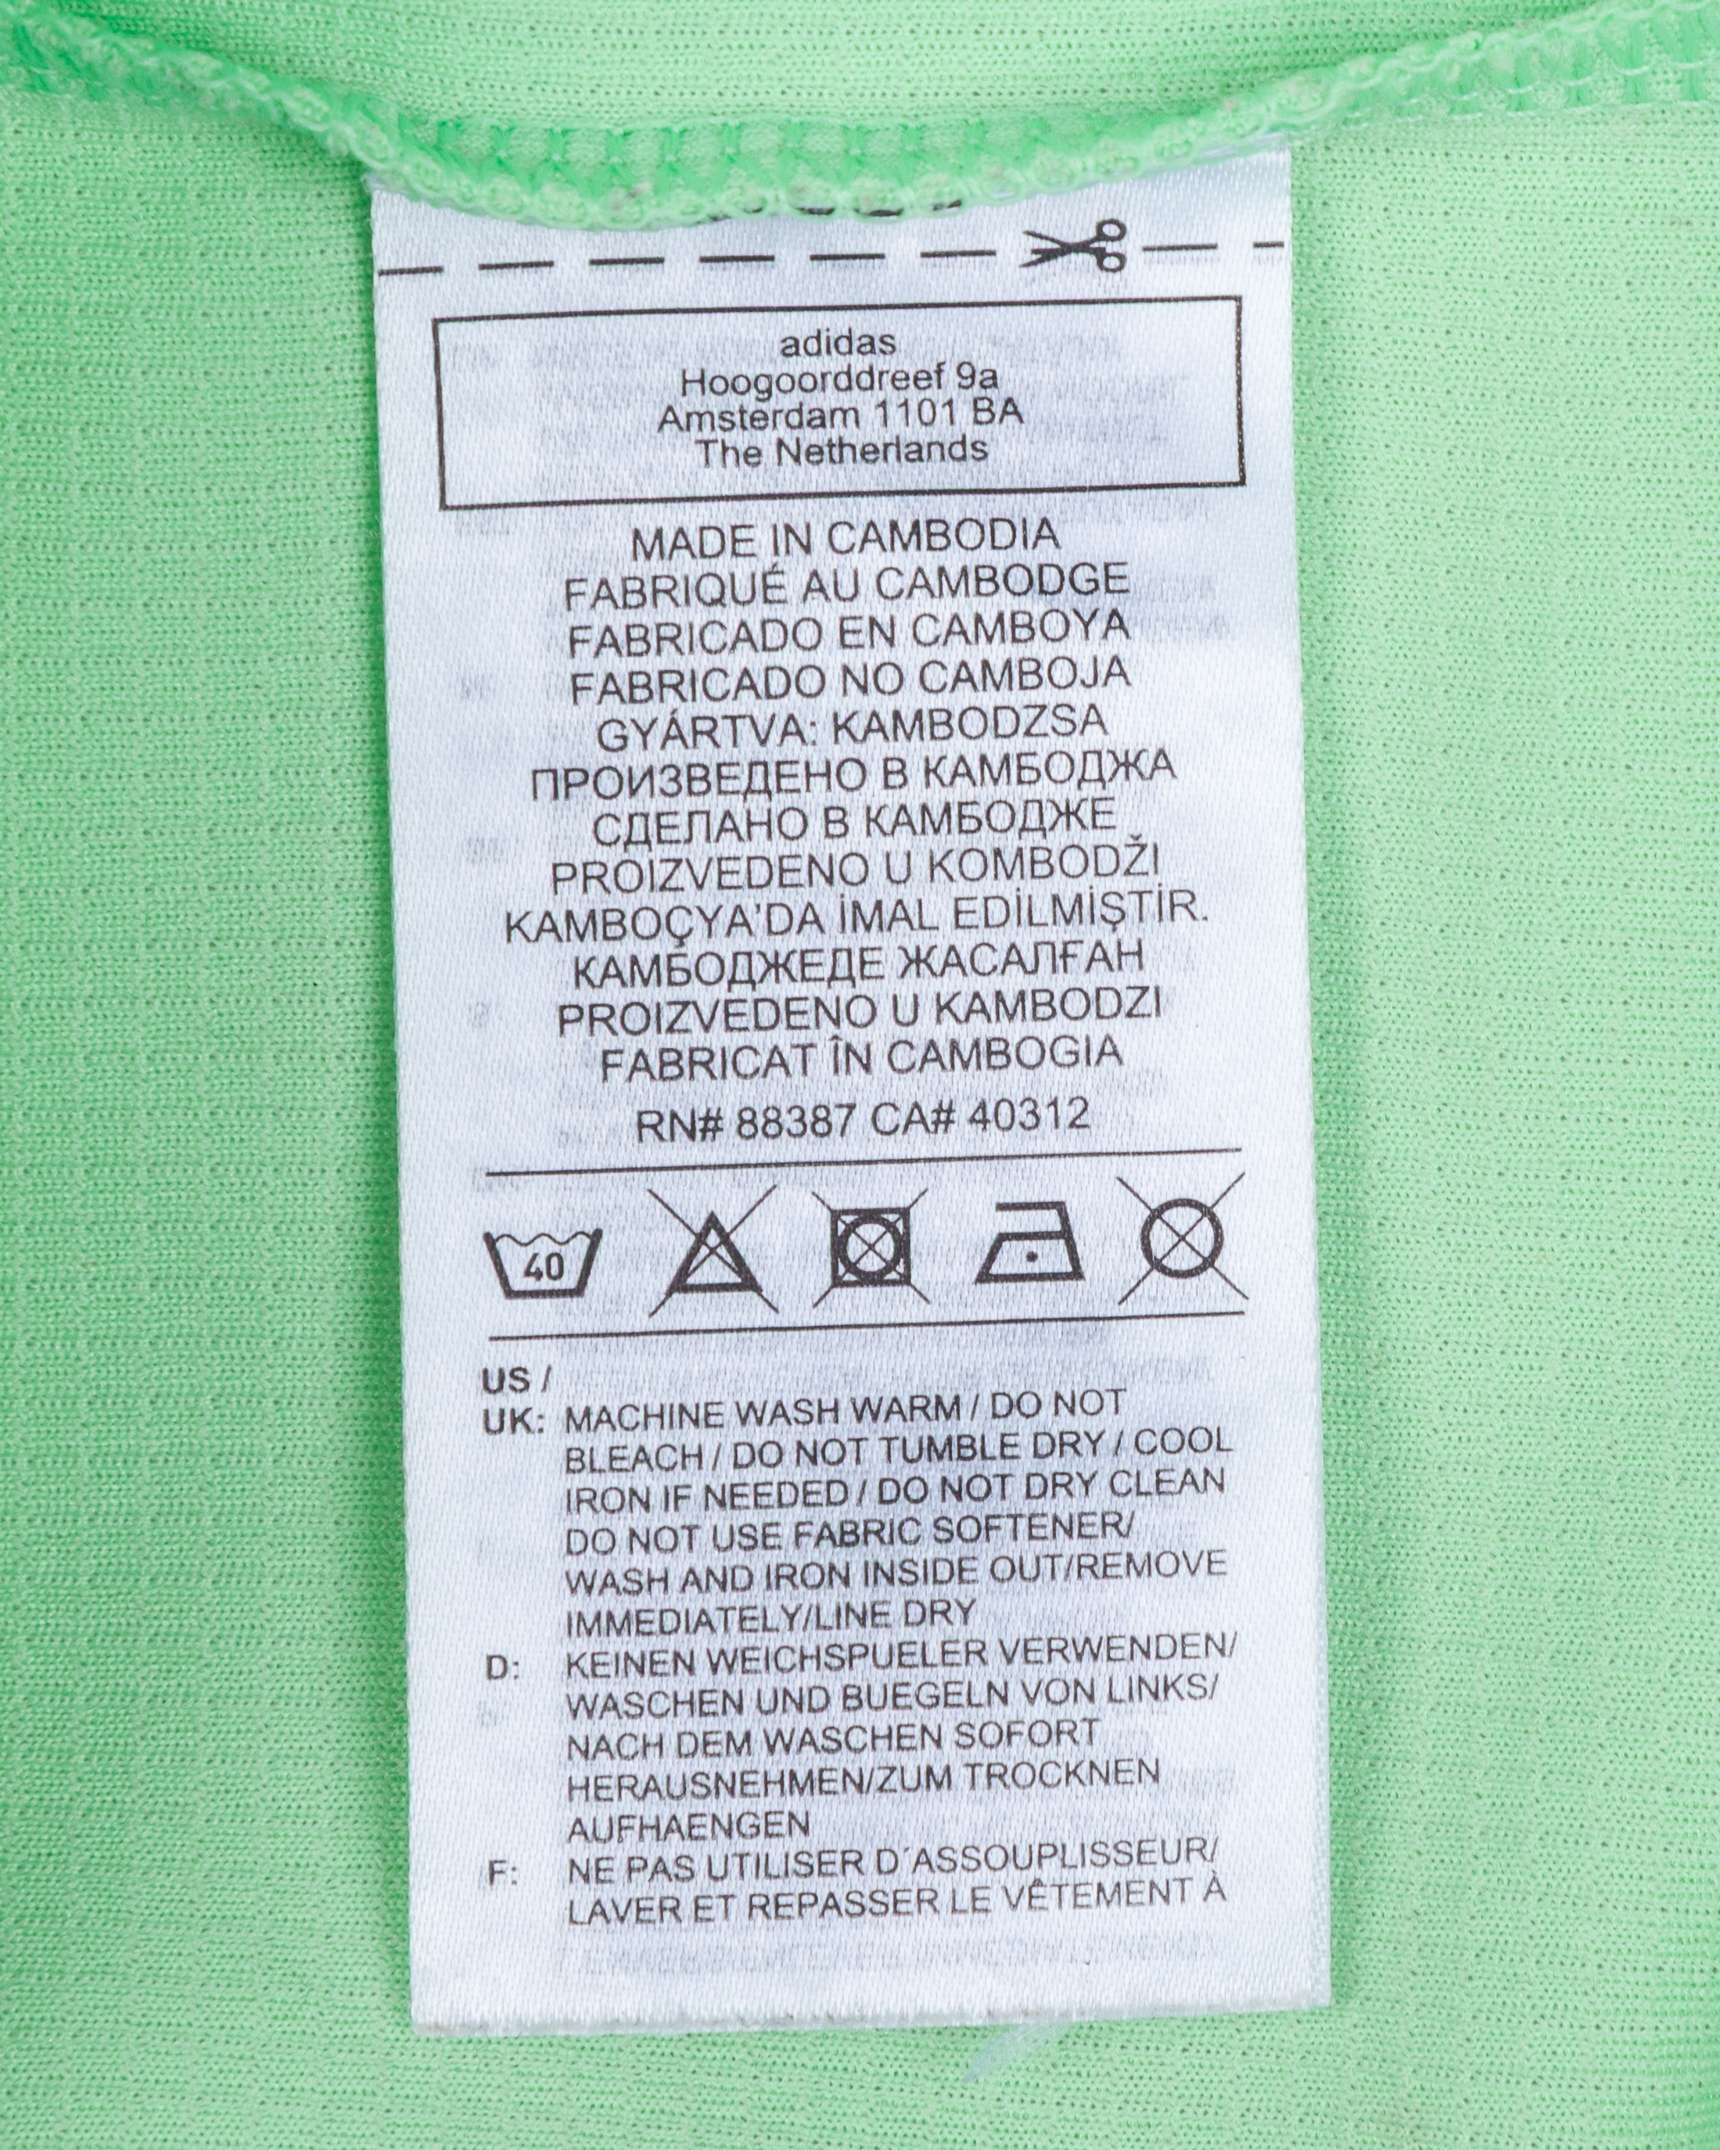 adidas
Hoogoorddreef 9a
Amsterdam 1101 BA
The Netherlands
MADE IN CAMBODIA
FABRIQUÉ AU CAMBODGE
FABRICADO EN CAMBOYA
FABRICADO NO CAMBOJA
GYÁRTVA: KAMBODZSA
ПРОИЗВЕДЕНО В КАМБОДЖА
СДЕЛАНО В КАМБОДЖЕ
PROIZVEDENO U KOMBODŽI
KAMBOÇYA'DA İMAL EDİLMİŞTİR.
КАМБОДЖЕДЕ ЖАСАЛҒАН
PROIZVEDENO U KAMBODZI
FABRICAT ÎN CAMBOGIA
RN# 88387 CA# 40312
40
US /
UK: MACHINE WASH WARM / DO NOT
BLEACH / DO NOT TUMBLE DRY / COOL
IRON IF NEEDED / DO NOT DRY CLEAN
DO NOT USE FABRIC SOFTENER/
WASH AND IRON INSIDE OUT/REMOVE
IMMEDIATELY/LINE DRY
D: KEINEN WEICHSPUELER VERWENDEN/
WASCHEN UND BUEGELN VON LINKS/
NACH DEM WASCHEN SOFORT
HERAUSNEHMEN/ZUM TROCKNEN
AUFHAENGEN
F: NE PAS UTILISER D´ASSOUPLISSEUR/
LAVER ET REPASSER LE VÊTEMENT À